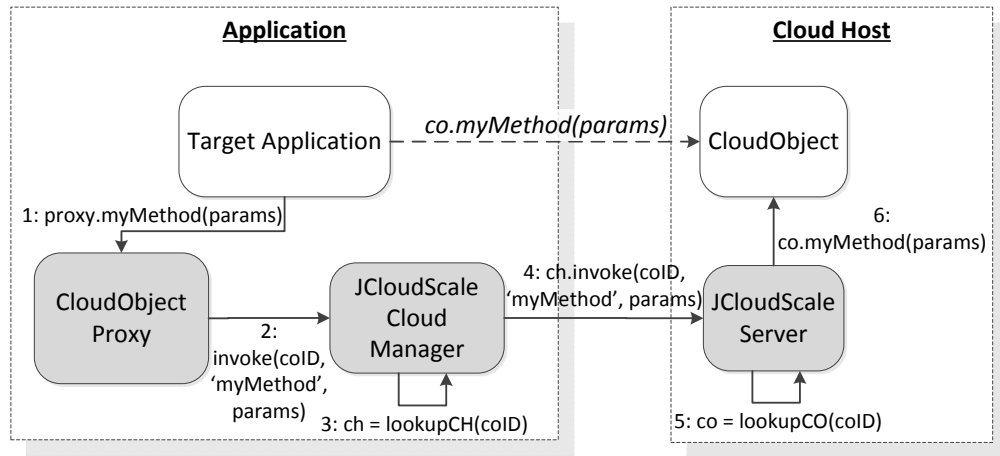 Application
Cloud Host
Target Application
co.myMethod(params)
CloudObject
1: proxy.myMethod(params)
6:
co.myMethod(params)
CloudObject
Proxy
2:
invoke(coID,
‘myMethod’,
params)
JCloudScale
Cloud
Manager
4: ch.invoke(coID,
‘myMethod’, params)
JCloudScale
Server
3: ch = lookupCH(coID)
5: co = lookupCO(coID)